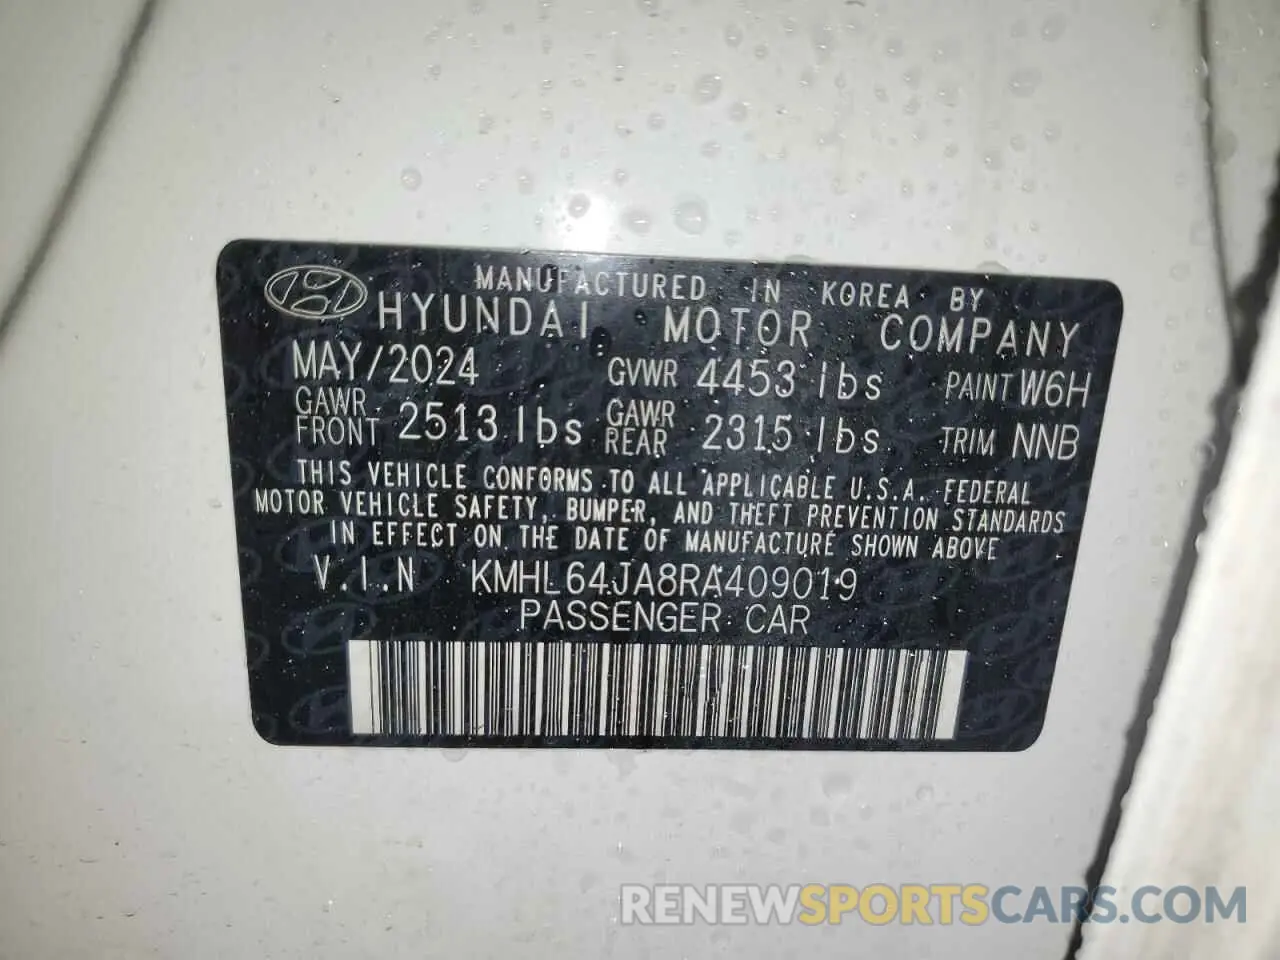 MANUFACTURED IN KOREA BY
HYUNDAI MOTOR COMPANY
MAY/2024 GVWR 4453 lbs PAINT W6H
GAWR FRONT 2513 lbs GAWR REAR 2315 lbs TRIM NNB
THIS VEHICLE CONFORMS TO ALL APPLICABLE U.S.A. FEDERAL
MOTOR VEHICLE SAFETY, BUMPER, AND THEFT PREVENTION STANDARDS
IN EFFECT ON THE DATE OF MANUFACTURE SHOWN ABOVE
V.I.N KMHL64JA8RA409019
PASSENGER CAR
RENEWSPORTSCARS.COM